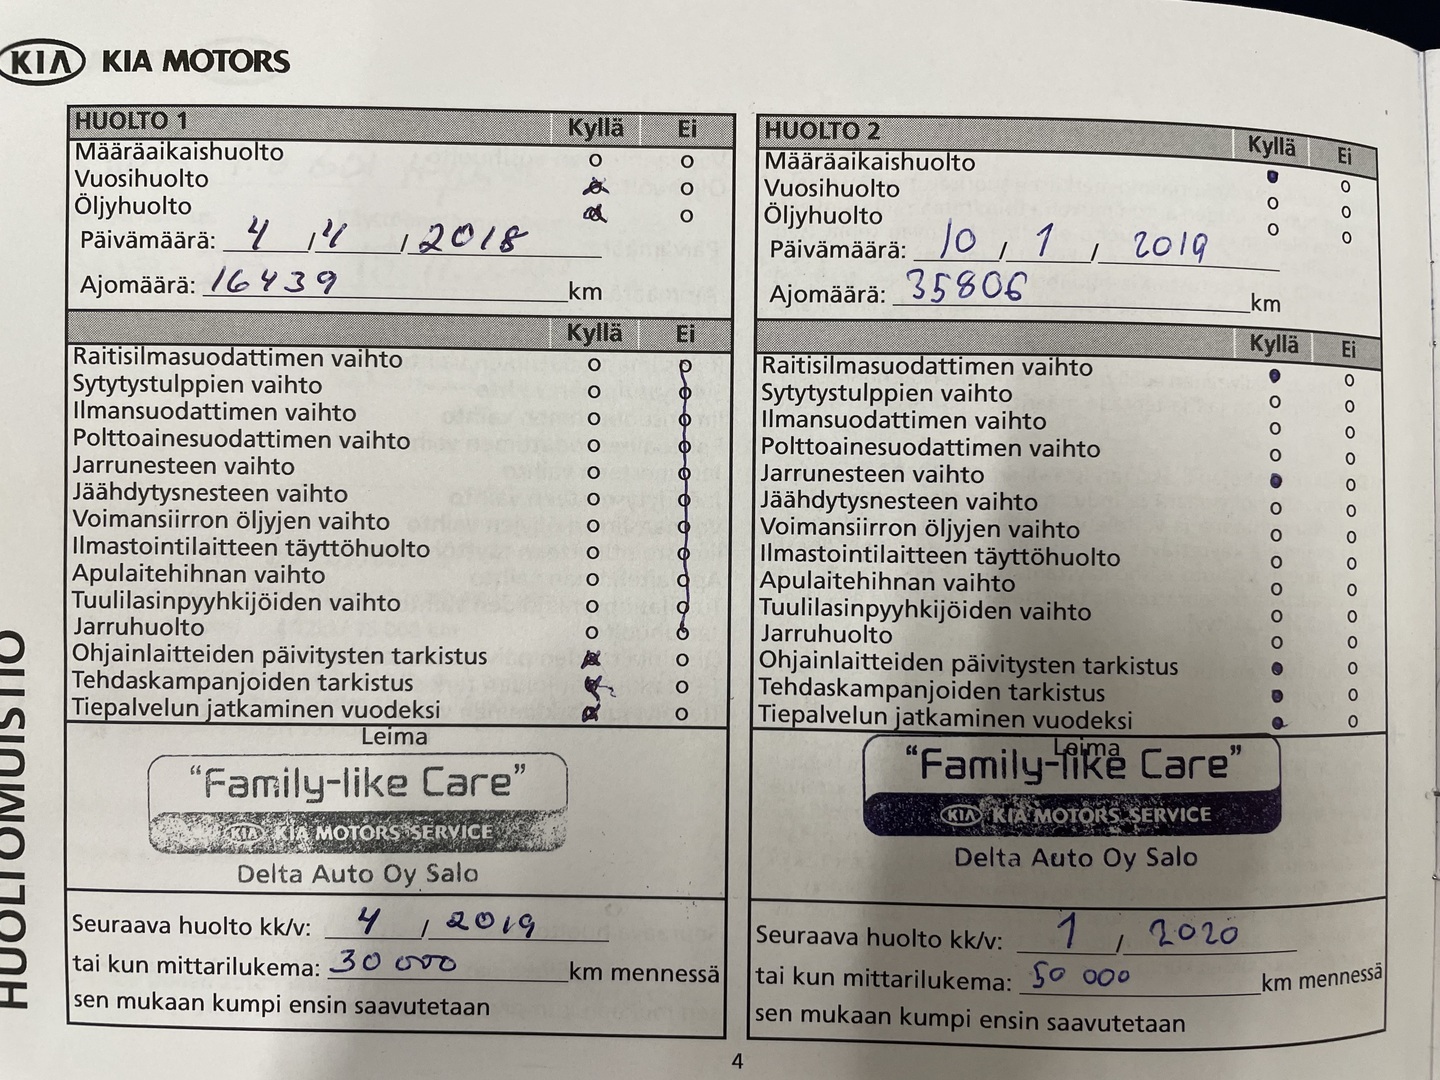 KIA KIA MOTORS
HUOLTO 1 Kyllä Ei
Määräaikaishuolto
Vuosihuolto
Öljyhuolto
Päivämäärä: 4 / 4 / 2018
Ajomäärä: 16439 km
Kyllä Ei
Raitisilmasuodattimen vaihto
Sytytystulppien vaihto
Ilmansuodattimen vaihto
Polttoainesuodattimen vaihto
Jarrunesteen vaihto
Jäähdytysnesteen vaihto
Voimansiirron öljyjen vaihto
Ilmastointilaitteen täyttöhuolto
Apulaitehihnan vaihto
Tuulilasinpyyhkijöiden vaihto
Jarruhuolto
Ohjainlaitteiden päivitysten tarkistus
Tehdaskampanjoiden tarkistus
Tiepalvelun jatkaminen vuodeksi
Leima
"Family-like Care"
KIA KIA MOTORS SERVICE
Delta Auto Oy Salo
Seuraava huolto kk/v: 4 / 2019
tai kun mittarilukema: 30 000 km mennessä
sen mukaan kumpi ensin saavutetaan
HUOLTO 2 Kyllä Ei
Määräaikaishuolto
Vuosihuolto
Öljyhuolto
Päivämäärä: 10 / 1 / 2019
Ajomäärä: 35806 km
Kyllä Ei
Raitisilmasuodattimen vaihto
Sytytystulppien vaihto
Ilmansuodattimen vaihto
Polttoainesuodattimen vaihto
Jarrunesteen vaihto
Jäähdytysnesteen vaihto
Voimansiirron öljyjen vaihto
Ilmastointilaitteen täyttöhuolto
Apulaitehihnan vaihto
Tuulilasinpyyhkijöiden vaihto
Jarruhuolto
Ohjainlaitteiden päivitysten tarkistus
Tehdaskampanjoiden tarkistus
Tiepalvelun jatkaminen vuodeksi
Leima
"Family-like Care"
KIA KIA MOTORS SERVICE
Delta Auto Oy Salo
Seuraava huolto kk/v: 1 / 2020
tai kun mittarilukema: 50 000 km mennessä
sen mukaan kumpi ensin saavutetaan
HUOLTOMUISTIO
4